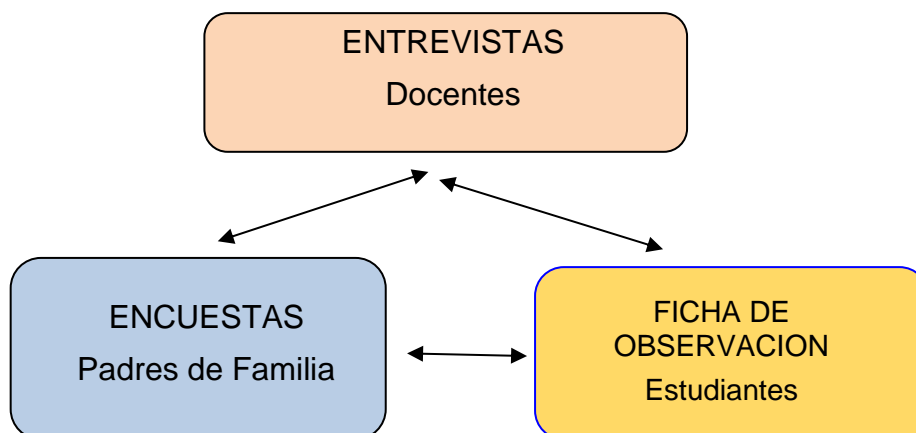 ENTREVISTAS
Docentes
ENCUESTAS
Padres de Familia
FICHA DE
OBSERVACION
Estudiantes